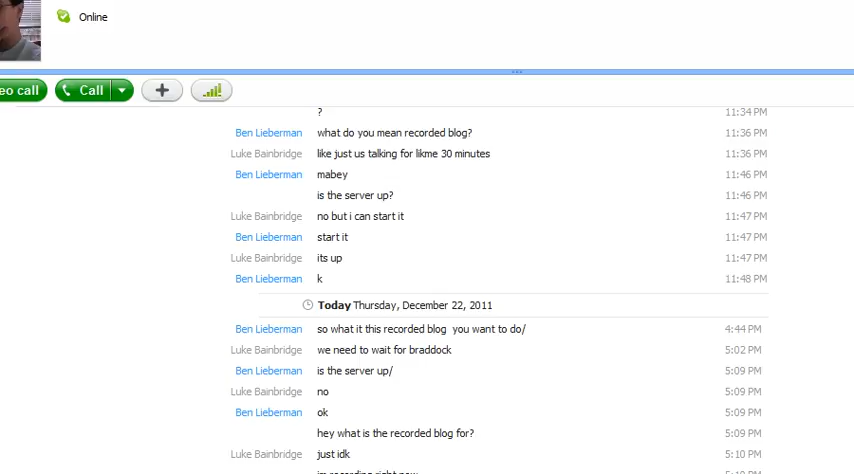 Online
eo call Call
? 11:34 PM
Ben Lieberman what do you mean recorded blog? 11:36 PM
Luke Bainbridge like just us talking for likme 30 minutes 11:36 PM
Ben Lieberman mabey 11:46 PM
is the server up? 11:46 PM
Luke Bainbridge no but i can start it 11:47 PM
Ben Lieberman start it 11:47 PM
Luke Bainbridge its up 11:47 PM
Ben Lieberman k 11:48 PM
Today Thursday, December 22, 2011
Ben Lieberman so what it this recorded blog you want to do/ 4:44 PM
Luke Bainbridge we need to wait for braddock 5:02 PM
Ben Lieberman is the server up/ 5:09 PM
Luke Bainbridge no 5:09 PM
Ben Lieberman ok 5:09 PM
hey what is the recorded blog for? 5:09 PM
Luke Bainbridge just idk 5:10 PM
im recording right now 5:10 PM